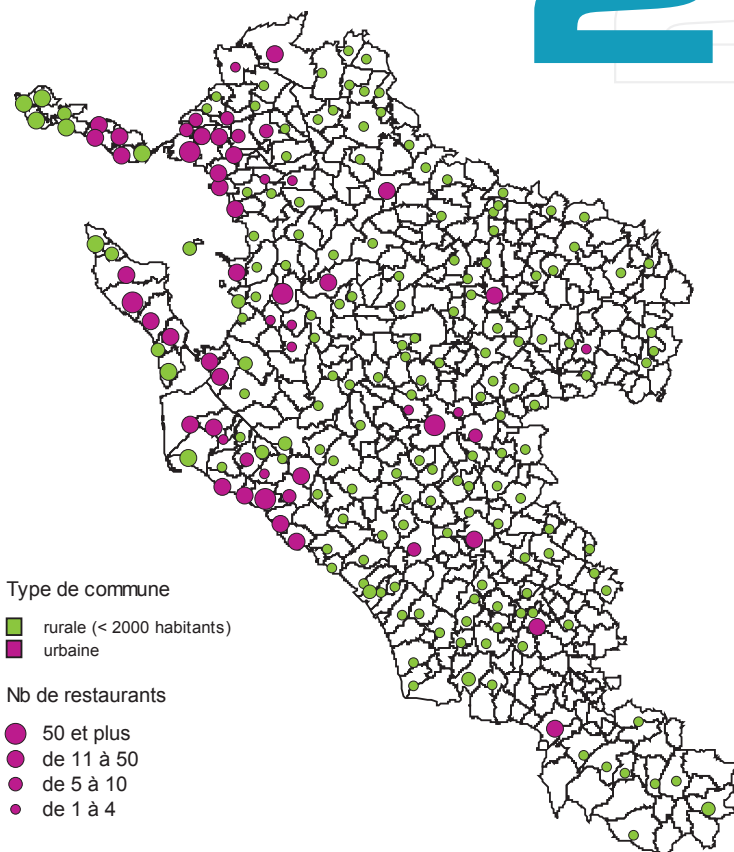 Type de commune
rurale (< 2000 habitants)
urbaine
Nb de restaurants
50 et plus
de 11 à 50
de 5 à 10
de 1 à 4